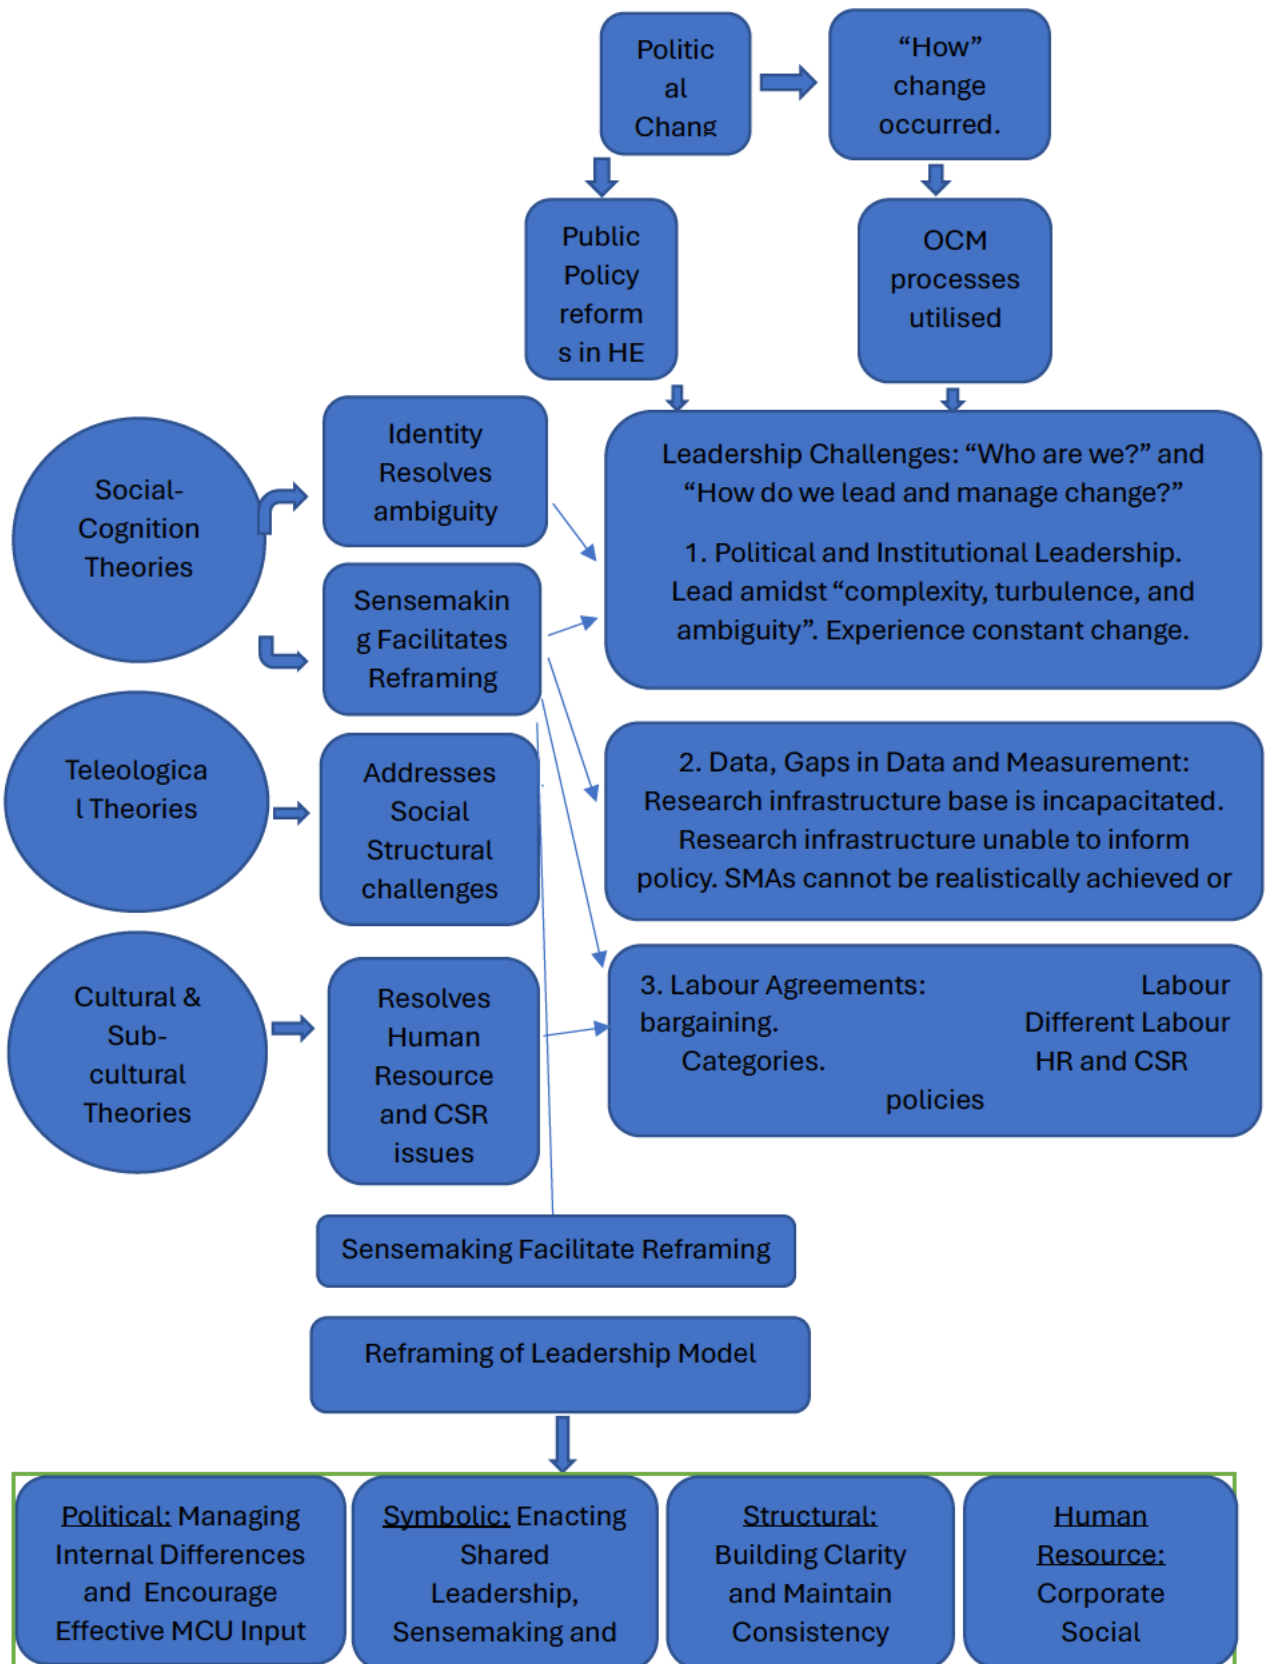 Politic
al
Chang
“How”
change
occurred.
Public
Policy
reform
s in HE
OCM
processes
utilised
Social-
Cognition
Theories
Identity
Resolves
ambiguity
Leadership Challenges: “Who are we?” and
“How do we lead and manage change?”
1. Political and Institutional Leadership.
Lead amidst “complexity, turbulence, and
ambiguity”. Experience constant change.
Sensemakin
g Facilitates
Reframing
Teleologica
l Theories
Addresses
Social
Structural
challenges
2. Data, Gaps in Data and Measurement:
Research infrastructure base is incapacitated.
Research infrastructure unable to inform
policy. SMAs cannot be realistically achieved or
Cultural &
Sub-
cultural
Theories
Resolves
Human
Resource
and CSR
issues
3. Labour Agreements: Labour
bargaining. Different Labour
Categories. HR and CSR
policies
Sensemaking Facilitate Reframing
Reframing of Leadership Model
Political: Managing
Internal Differences
and Encourage
Effective MCU Input
Symbolic: Enacting
Shared
Leadership,
Sensemaking and
Structural:
Building Clarity
and Maintain
Consistency
Human
Resource:
Corporate
Social